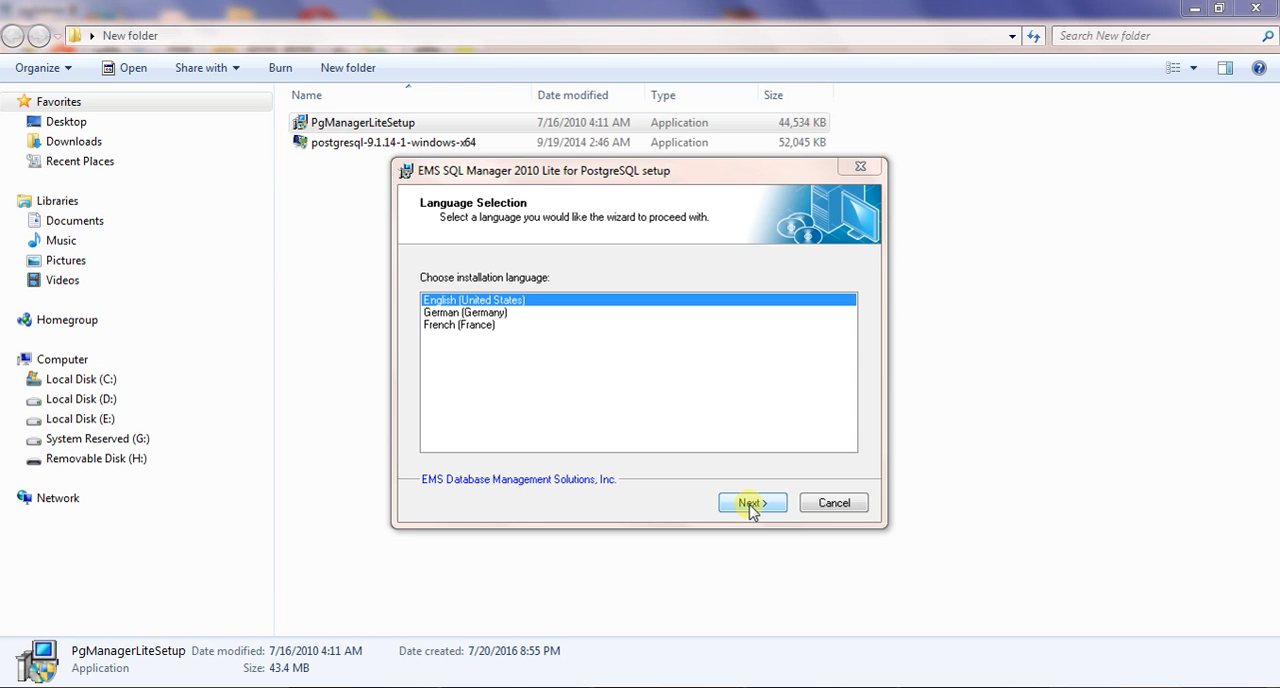 New folder
Search New folder
Organize
Open
Share with
Burn
New folder
Favorites
Desktop
Downloads
Recent Places
Libraries
Documents
Music
Pictures
Videos
Homegroup
Computer
Local Disk (C:)
Local Disk (D:)
Local Disk (E:)
System Reserved (G:)
Removable Disk (H:)
Network
Name Date modified Type Size
PgManagerLiteSetup 7/16/2010 4:11 AM Application 44,534 KB
postgresql-9.1.14-1-windows-x64 9/19/2014 2:46 AM Application 52,045 KB
EMS SQL Manager 2010 Lite for PostgreSQL setup
Language Selection
Select a language you would like the wizard to proceed with.
Choose installation language:
English (United States)
German (Germany)
French (France)
EMS Database Management Solutions, Inc.
Next >
Cancel
PgManagerLiteSetup Date modified: 7/16/2010 4:11 AM Date created: 7/20/2016 8:55 PM
Application Size: 43.4 MB